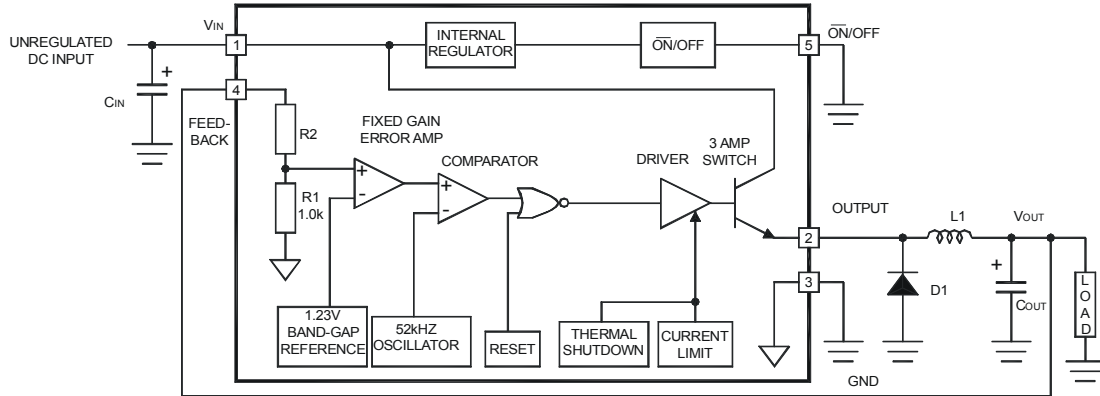 UNREGULATED
DC INPUT
VIN
1
INTERNAL
REGULATOR
ON/OFF
5
ON/OFF
+
CIN
4
FEED-
BACK
R2
R1
1.0k
FIXED GAIN
ERROR AMP
+
-
COMPARATOR
+
-
DRIVER
3 AMP
SWITCH
OUTPUT
2
L1
VOUT
3
D1
+
COUT
LOAD
1.23V
BAND-GAP
REFERENCE
52kHZ
OSCILLATOR
RESET
THERMAL
SHUTDOWN
CURRENT
LIMIT
GND